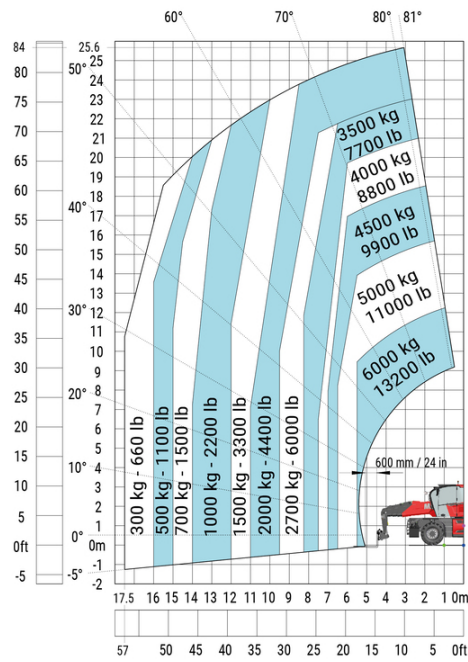 60° 70° 80° 81°
84 25.6
50°
80 25
24
75 23
22
70 21
3500 kg
7700 lb
65 20
4000 kg
8800 lb
60 19
18
40° 17
55 16
4500 kg
9900 lb
50 15
14
45 13
5000 kg
11000 lb
40 30° 12
11
35 10
6000 kg
13200 lb
30 9
8
25 20° 7
20 6
5
15 10° 4
600 mm / 24 in
10 3
2
5 1
0°
0ft 0m
-1
-5 -5°
-2
300 kg - 660 lb
500 kg - 1100 lb
700 kg - 1500 lb
1000 kg - 2200 lb
1500 kg - 3300 lb
2000 kg - 4400 lb
2700 kg - 6000 lb
17.5 16 15 14 13 12 11 10 9 8 7 6 5 4 3 2 1 0m
57 50 45 40 35 30 25 20 15 10 5 0ft